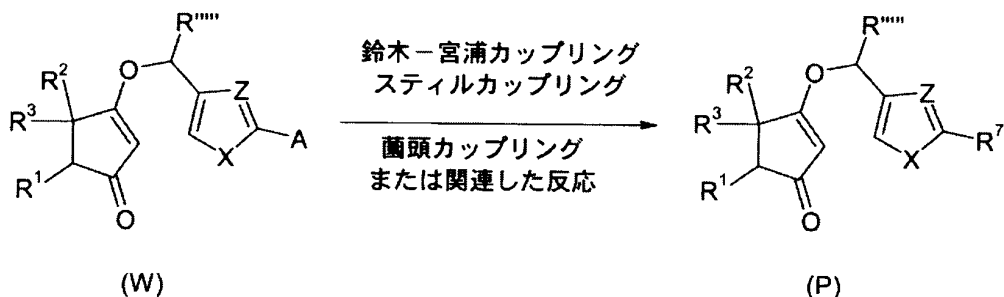 R'''''
R²
O
R³
Z
X
A
R¹
O
(W)
鈴木－宮浦カップリング
スティルカップリング
薗頭カップリング
または関連した反応
R'''''
R²
O
R³
Z
X
R⁷
R¹
O
(P)